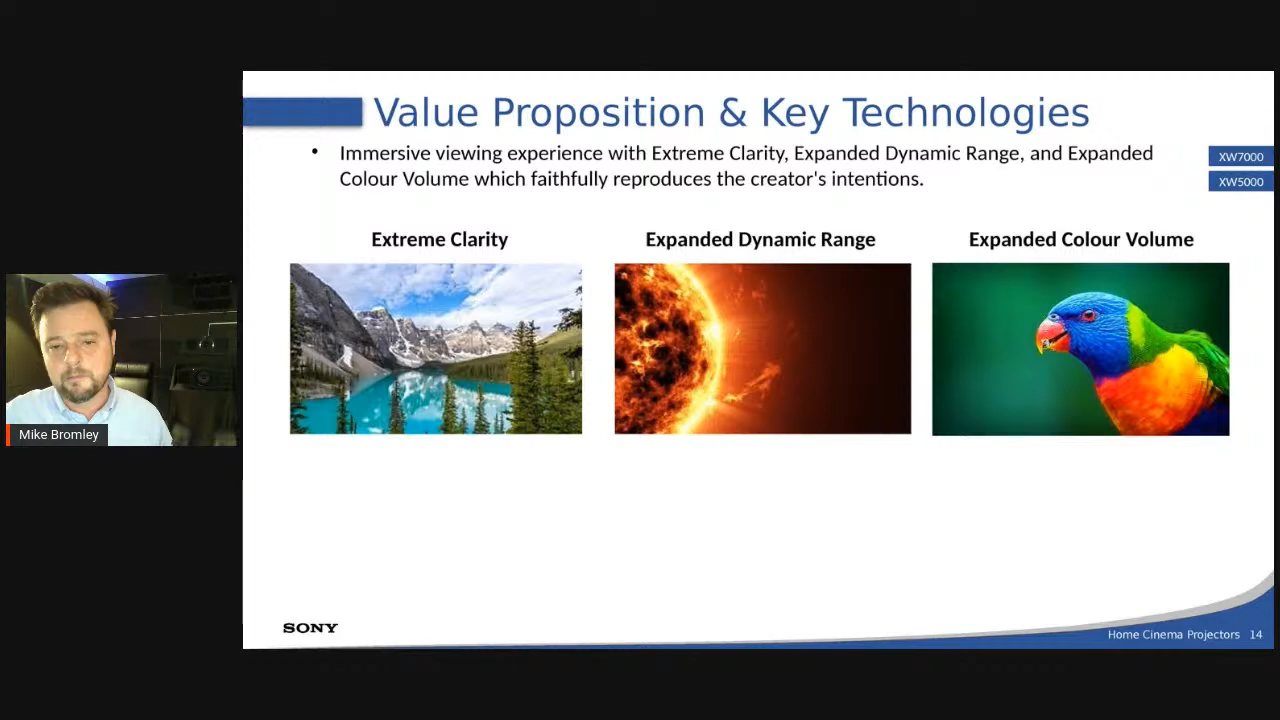 Value Proposition & Key Technologies
• Immersive viewing experience with Extreme Clarity, Expanded Dynamic Range, and Expanded
Colour Volume which faithfully reproduces the creator's intentions.
XW7000
XW5000
Extreme Clarity
Expanded Dynamic Range
Expanded Colour Volume
Mike Bromley
SONY
Home Cinema Projectors 14